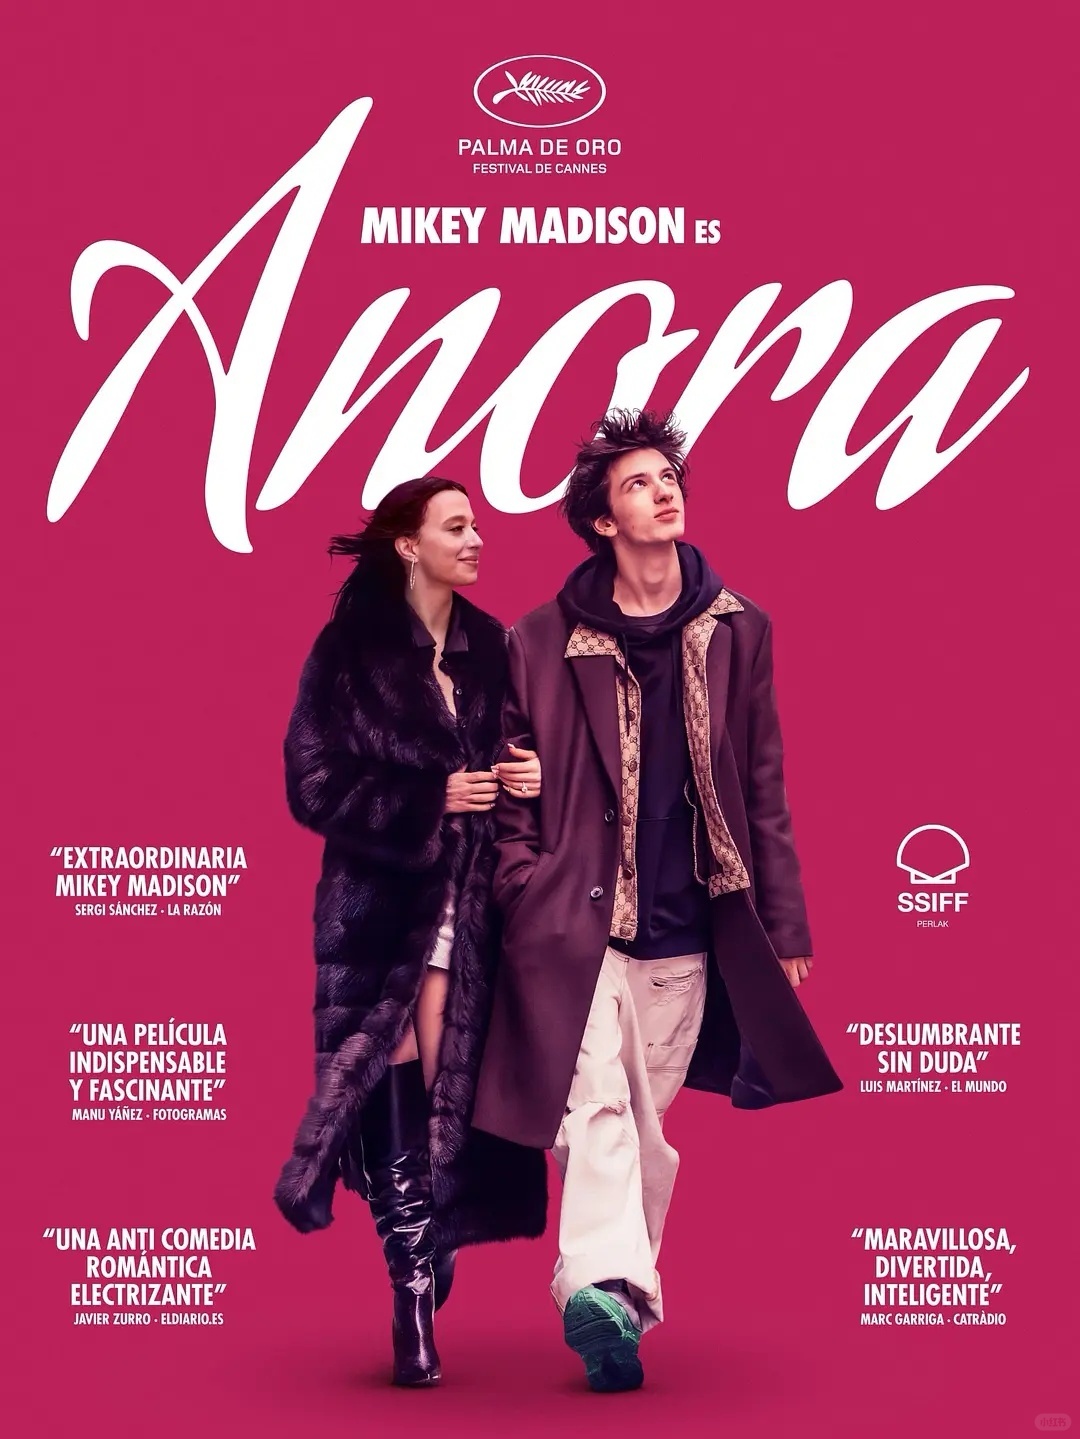 PALMA DE ORO
FESTIVAL DE CANNES
MIKEY MADISON ES
Anora
“EXTRAORDINARIA
MIKEY MADISON”
SERGI SÁNCHEZ · LA RAZÓN
SSIFF
PERLAK
“UNA PELÍCULA
INDISPENSABLE
Y FASCINANTE”
MANU YÁÑEZ · FOTOGRAMAS
“DESLUMBRANTE
SIN DUDA”
LUIS MARTÍNEZ · EL MUNDO
“UNA ANTI COMEDIA
ROMÁNTICA
ELECTRIZANTE”
JAVIER ZURRO · ELDIARIO.ES
“MARAVILLOSA,
DIVERTIDA,
INTELIGENTE”
MARC GARRIGA · CATRÀDIO